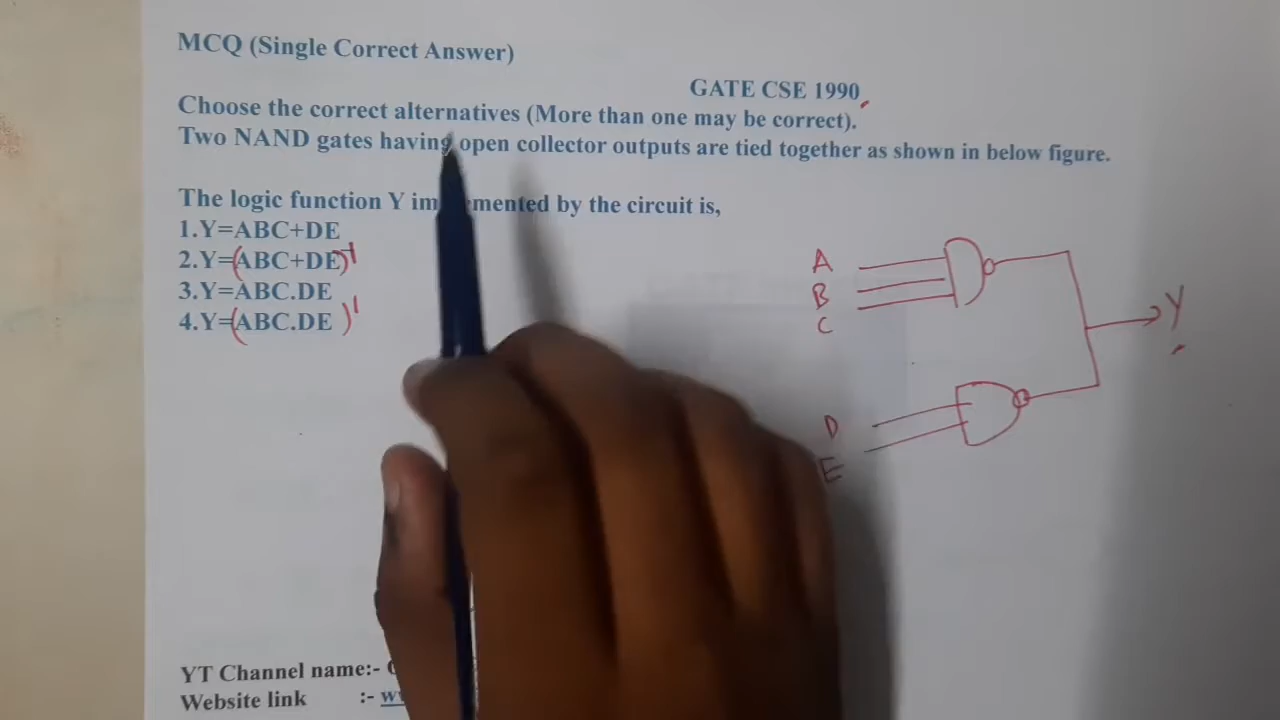 MCQ (Single Correct Answer)
GATE CSE 1990
Choose the correct alternatives (More than one may be correct).
Two NAND gates having open collector outputs are tied together as shown in below figure.
The logic function Y im mented by the circuit is,
1.Y=ABC+DE
2.Y=(ABC+DE)'
3.Y=ABC.DE
4.Y=(ABC.DE )'
A
B
C
Y
D
E
YT Channel name:-
Website link :-